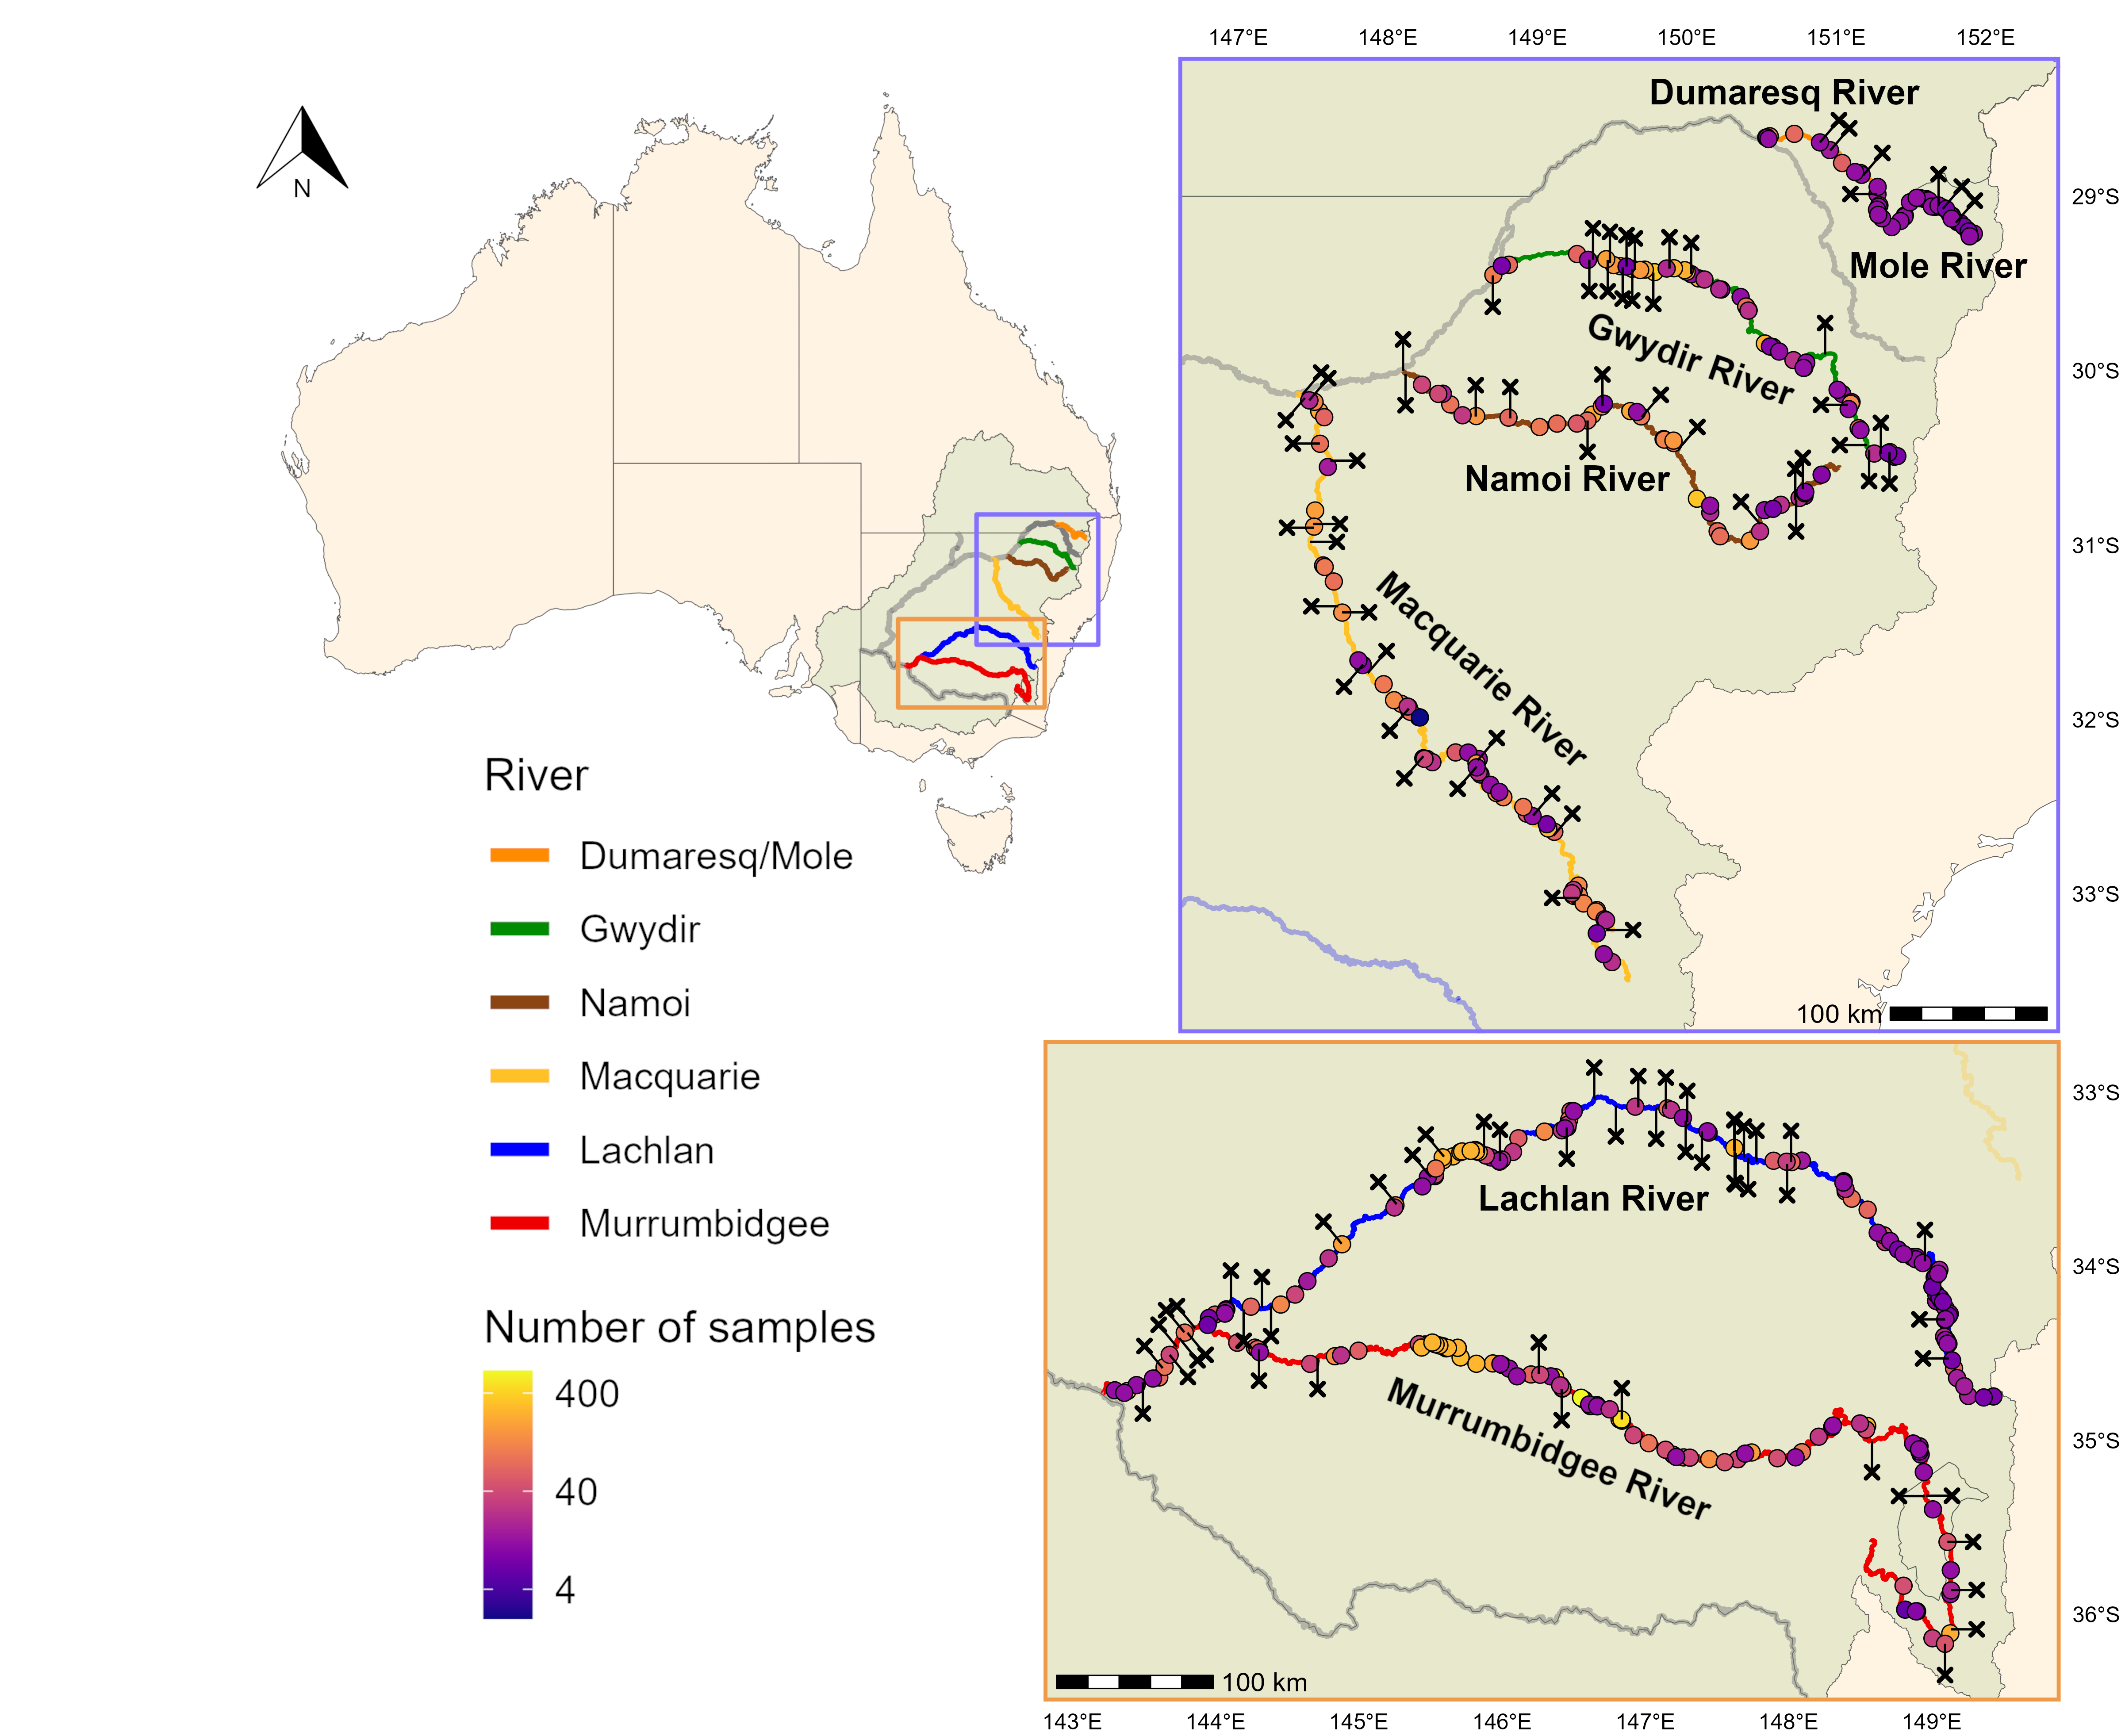 147°E 148°E 149°E 150°E 151°E 152°E
Dumaresq River
Mole River
Gwydir River
Namoi River
Macquarie River
29°S
30°S
31°S
32°S
33°S
100 km
N
River
Dumaresq/Mole
Gwydir
Namoi
Macquarie
Lachlan
Murrumbidgee
Number of samples
400
40
4
Lachlan River
Murrumbidgee River
33°S
34°S
35°S
36°S
100 km
143°E 144°E 145°E 146°E 147°E 148°E 149°E